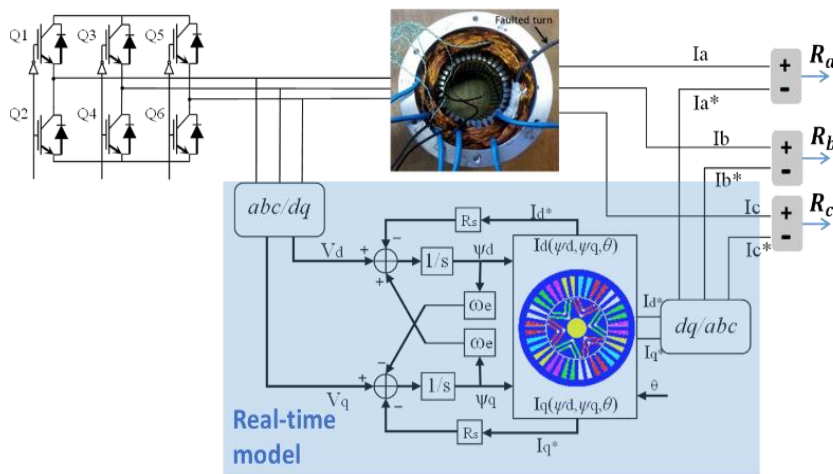 Q1
Q3
Q5
Faulted turn
Ia
+
Ra
-
Ia*
Q2
Q4
Q6
Ib
+
Rb
-
Ib*
abc/dq
Ic
+
Rc
-
Ic*
Rs
Id*
Id(ψd,ψq,θ)
Vd
+
−
+
1/s
ψd
ωe
ωe
Id*
Iq*
dq/abc
−
+
−
1/s
Vq
ψq
θ
Iq(ψd,ψq,θ)
Real-time
model
Rs
Iq*